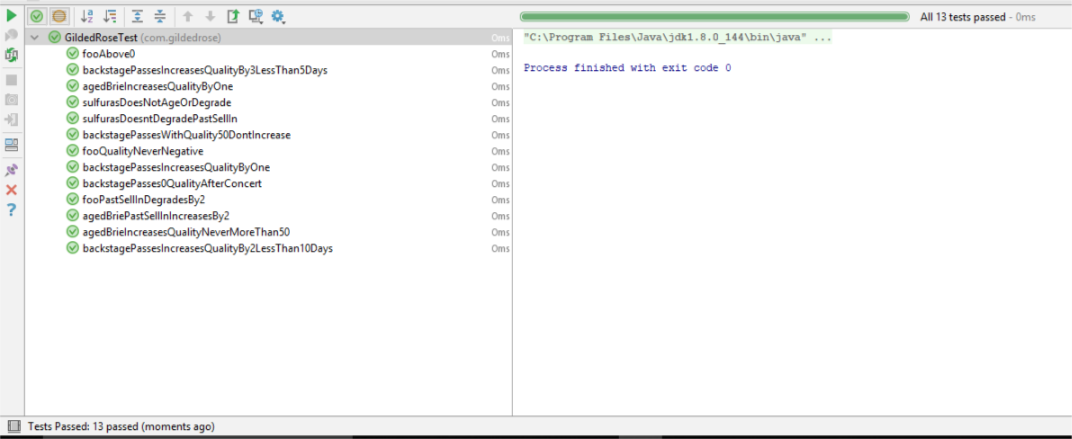 All 13 tests passed - 0ms
GildedRoseTest (com.gildedrose) 0ms
fooAbove0 0ms
backstagePassesIncreasesQualityBy3LessThan5Days 0ms
agedBrieIncreasesQualityByOne 0ms
sulfurasDoesNotAgeOrDegrade 0ms
sulfurasDoesntDegradePastSellIn 0ms
backstagePassesWithQuality50DontIncrease 0ms
fooQualityNeverNegative 0ms
backstagePassesIncreasesQualityByOne 0ms
backstagePasses0QualityAfterConcert 0ms
fooPastSellInDegradesBy2 0ms
agedBriePastSellInIncreasesBy2 0ms
agedBrieIncreasesQualityNeverMoreThan50 0ms
backstagePassesIncreasesQualityBy2LessThan10Days 0ms
"C:\Program Files\Java\jdk1.8.0_144\bin\java" ...
Process finished with exit code 0
Tests Passed: 13 passed (moments ago)